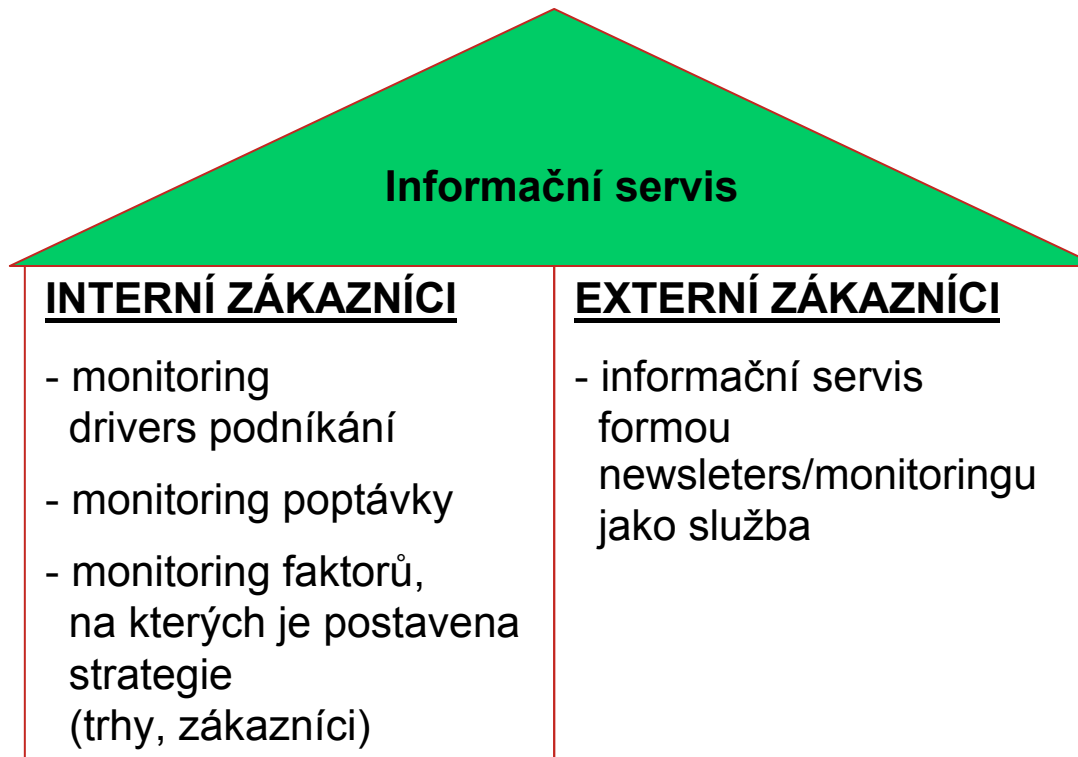 Informační servis
INTERNÍ ZÁKAZNÍCI
- monitoring
drivers podníkání
- monitoring poptávky
- monitoring faktorů,
na kterých je postavena
strategie
(trhy, zákazníci)
EXTERNÍ ZÁKAZNÍCI
- informační servis
formou
newsleters/monitoringu
jako služba